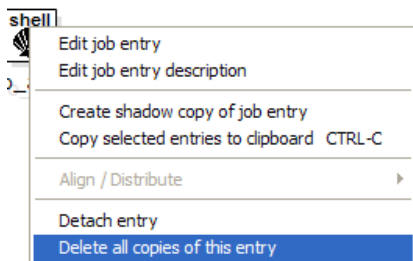 shell
Edit job entry
Edit job entry description
Create shadow copy of job entry
Copy selected entries to clipboard CTRL-C
Align / Distribute
Detach entry
Delete all copies of this entry